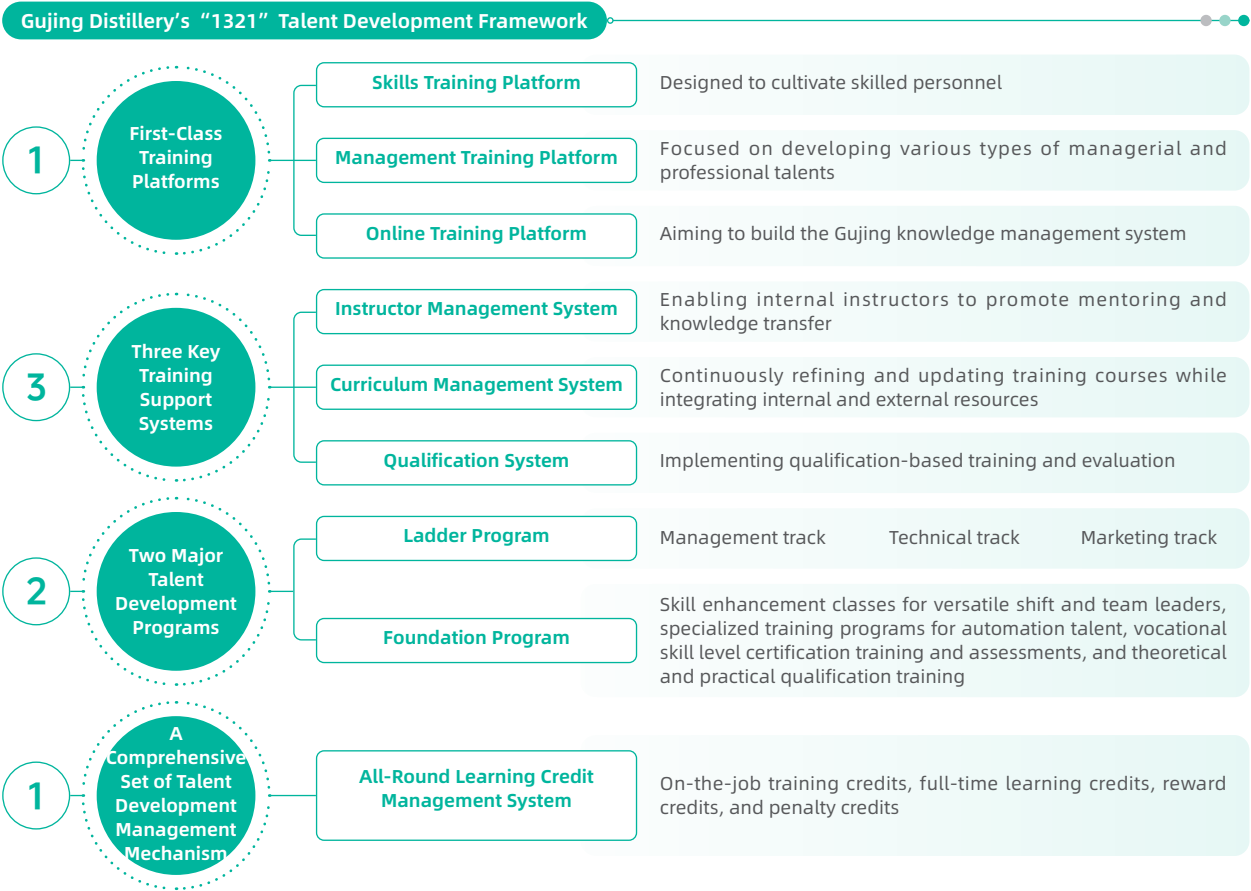 Gujing Distillery’s “1321” Talent Development Framework
1
First-Class
Training
Platforms
Skills Training Platform
Designed to cultivate skilled personnel
Management Training Platform
Focused on developing various types of managerial and
professional talents
Online Training Platform
Aiming to build the Gujing knowledge management system
3
Three Key
Training
Support
Systems
Instructor Management System
Enabling internal instructors to promote mentoring and
knowledge transfer
Curriculum Management System
Continuously refining and updating training courses while
integrating internal and external resources
Qualification System
Implementing qualification-based training and evaluation
2
Two Major
Talent
Development
Programs
Ladder Program
Management track Technical track Marketing track
Foundation Program
Skill enhancement classes for versatile shift and team leaders,
specialized training programs for automation talent, vocational
skill level certification training and assessments, and theoretical
and practical qualification training
1
A
Comprehensive
Set of Talent
Development
Management
Mechanism
All-Round Learning Credit
Management System
On-the-job training credits, full-time learning credits, reward
credits, and penalty credits